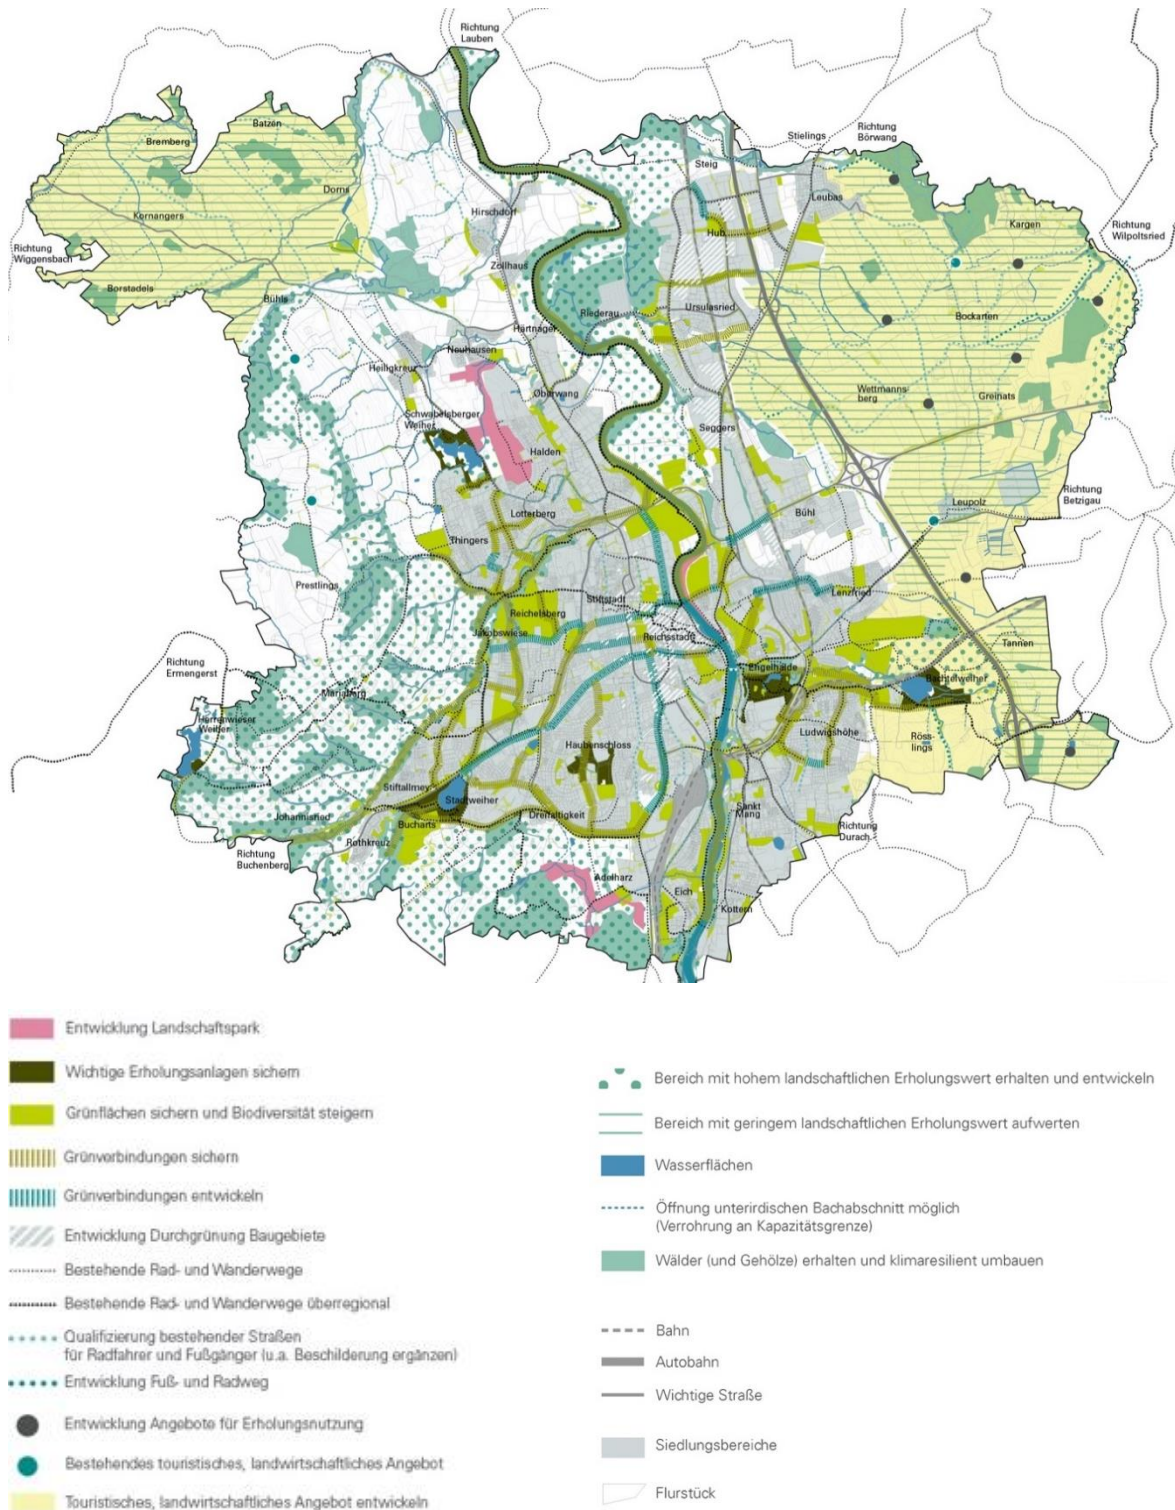 Richtung
Lauben
Batzen
Bremberg
Stielings
Richtung
Börwang
Steig
Dorns
Leubas
Kornangers
Hirschdorf
Hub
Kargen
Richtung
Wilpoltsried
Richtung
Wiggensbach
Zollhaus
Borstadels
Bühls
Riederau
Ursulasried
Bockarten
Härtnagel
Neuhausen
Heiligkreuz
Wettmanns-
berg
Greinats
Oberwang
Schwabelsberger
Weiher
Seggers
Halden
Leupolz
Richtung
Betzigau
Lotterberg
Bühl
Thingers
Prestlings
Stiftstadt
Lenzfried
Reichelsberg
Jakobswiese
Reichsstadt
Tannen
Richtung
Ermengerst
Engelhalde
Bachtelweiher
Mariaberg
Herrenwieser
Weiher
Ludwigshöhe
Röss-
lings
Haubenschloss
Stiftallmey
Stadtweiher
Sankt
Mang
Johannisried
Bucharts
Dreifaltigkeit
Richtung
Durach
Rothkreuz
Richtung
Buchenberg
Adelharz
Eich
Kottern
Entwicklung Landschaftspark
Wichtige Erholungsanlagen sichern
Grünflächen sichern und Biodiversität steigern
Grünverbindungen sichern
Grünverbindungen entwickeln
Entwicklung Durchgrünung Baugebiete
Bestehende Rad- und Wanderwege
Bestehende Rad- und Wanderwege überregional
Qualifizierung bestehender Straßen
für Radfahrer und Fußgänger (u.a. Beschilderung ergänzen)
Entwicklung Fuß- und Radweg
Entwicklung Angebote für Erholungsnutzung
Bestehendes touristisches, landwirtschaftliches Angebot
Touristisches, landwirtschaftliches Angebot entwickeln
Bereich mit hohem landschaftlichen Erholungswert erhalten und entwickeln
Bereich mit geringem landschaftlichen Erholungswert aufwerten
Wasserflächen
Öffnung unterirdischen Bachabschnitt möglich
(Verrohrung an Kapazitätsgrenze)
Wälder (und Gehölze) erhalten und klimaresilient umbauen
Bahn
Autobahn
Wichtige Straße
Siedlungsbereiche
Flurstück